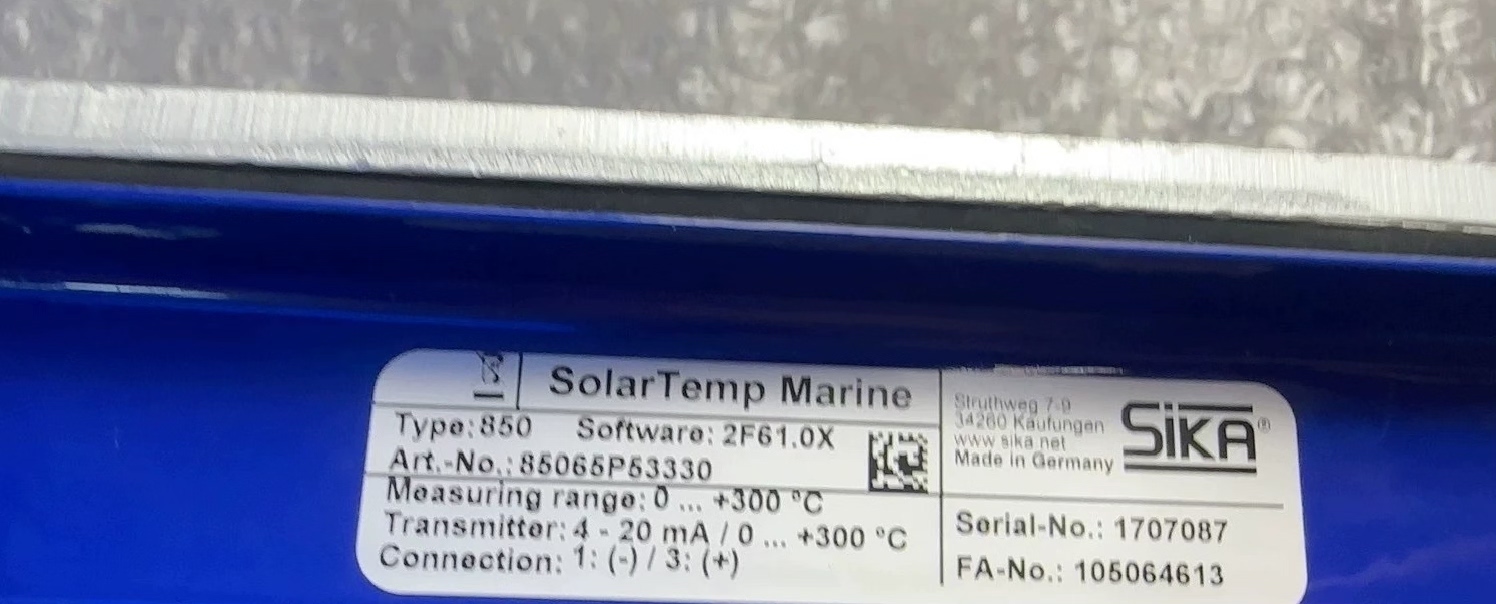 SolarTemp Marine
Type: 850 Software: 2F61.0X
Art.-No.: 85065P53330
Measuring range: 0 ... +300 °C
Transmitter: 4 - 20 mA / 0 ... +300 °C
Connection: 1: (-) / 3: (+)
Struthweg 7-9
34260 Kaufungen
www.sika.net
Made in Germany
SiKA®
Serial-No.: 1707087
FA-No.: 105064613